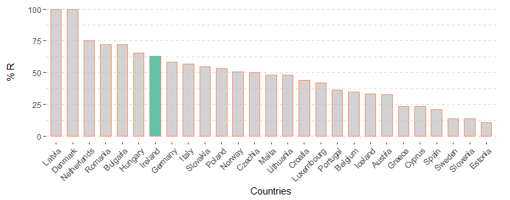 100
75
50
25
0
% R
Latvia
Denmark
Netherlands
Romania
Bulgaria
Hungary
Ireland
Germany
Italy
Slovakia
Poland
Norway
Czechia
Malta
Lithuania
Croatia
Luxembourg
Portugal
Belgium
Iceland
Austria
Greece
Cyprus
Spain
Sweden
Slovenia
Estonia
Countries